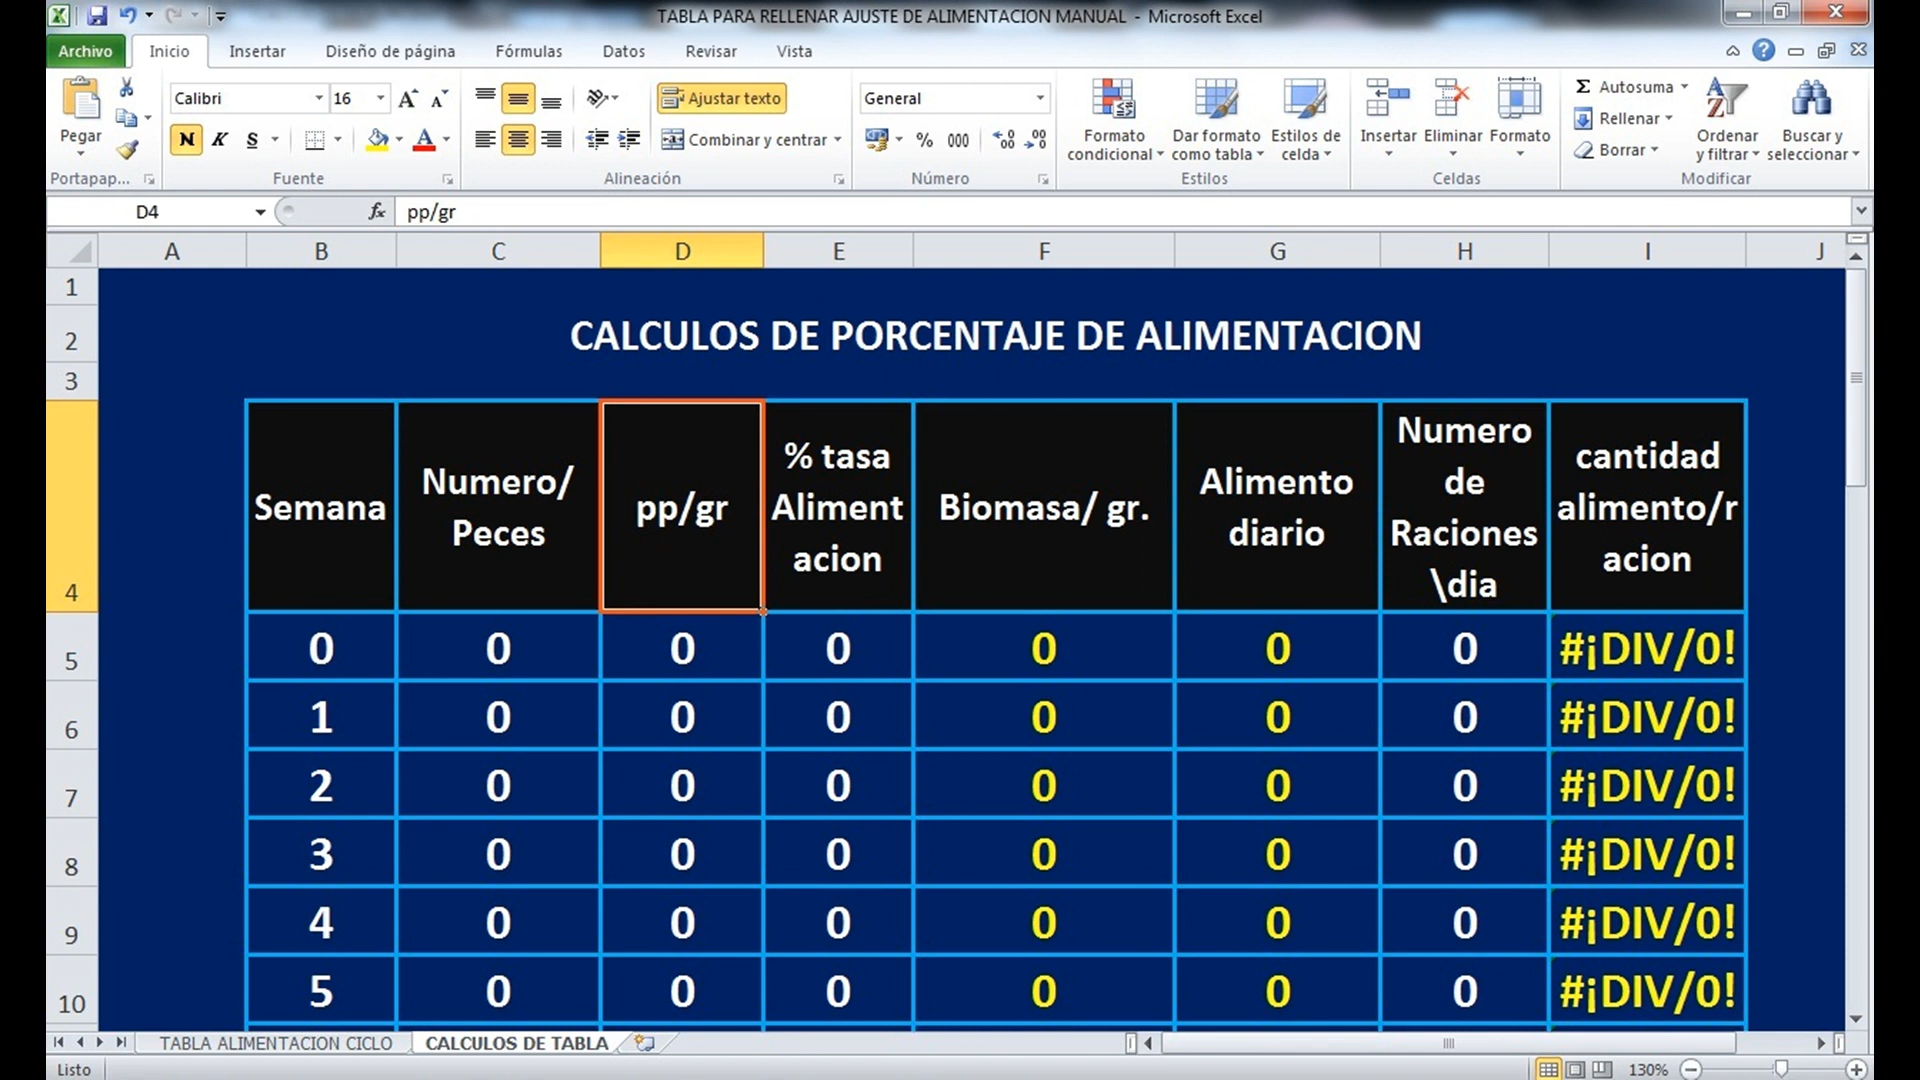 TABLA PARA RELLENAR AJUSTE DE ALIMENTACION MANUAL - Microsoft Excel
Archivo Inicio Insertar Diseño de página Fórmulas Datos Revisar Vista
Pegar
Calibri 16
N K S
Ajustar texto
Combinar y centrar
General
% 000
Formato condicional
Dar formato como tabla
Estilos de celda
Insertar Eliminar Formato
Autosuma
Rellenar
Borrar
Ordenar y filtrar
Buscar y seleccionar
Portapap... Fuente Alineación Número Estilos Celdas Modificar
D4 fx pp/gr
A B C D E F G H I J
1
2 CALCULOS DE PORCENTAJE DE ALIMENTACION
3
4
Semana
Numero/
Peces
pp/gr
% tasa
Aliment
acion
Biomasa/ gr.
Alimento
diario
Numero
de
Raciones
\dia
cantidad
alimento/r
acion
5 0 0 0 0 0 0 0 #¡DIV/0!
6 1 0 0 0 0 0 0 #¡DIV/0!
7 2 0 0 0 0 0 0 #¡DIV/0!
8 3 0 0 0 0 0 0 #¡DIV/0!
9 4 0 0 0 0 0 0 #¡DIV/0!
10 5 0 0 0 0 0 0 #¡DIV/0!
TABLA ALIMENTACION CICLO CALCULOS DE TABLA
Listo 130%